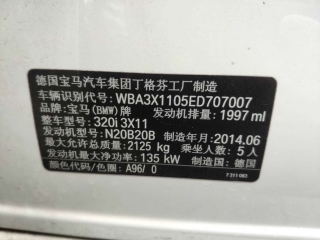 德国宝马汽车集团丁格芬工厂制造
车辆识别代号: WBA3X1105ED707007
品牌: 宝马(BMW)牌 发动机排量: 1997 ml
整车型号: 320i 3X11
发动机型号: N20B20B 制造年月: 2014.06
最大允许总质量: 2125 kg 乘坐人数: 5 人
发动机最大净功率: 135 kW 制造国: 德国
颜色代码/色圈: A96/ 0
7 311 083